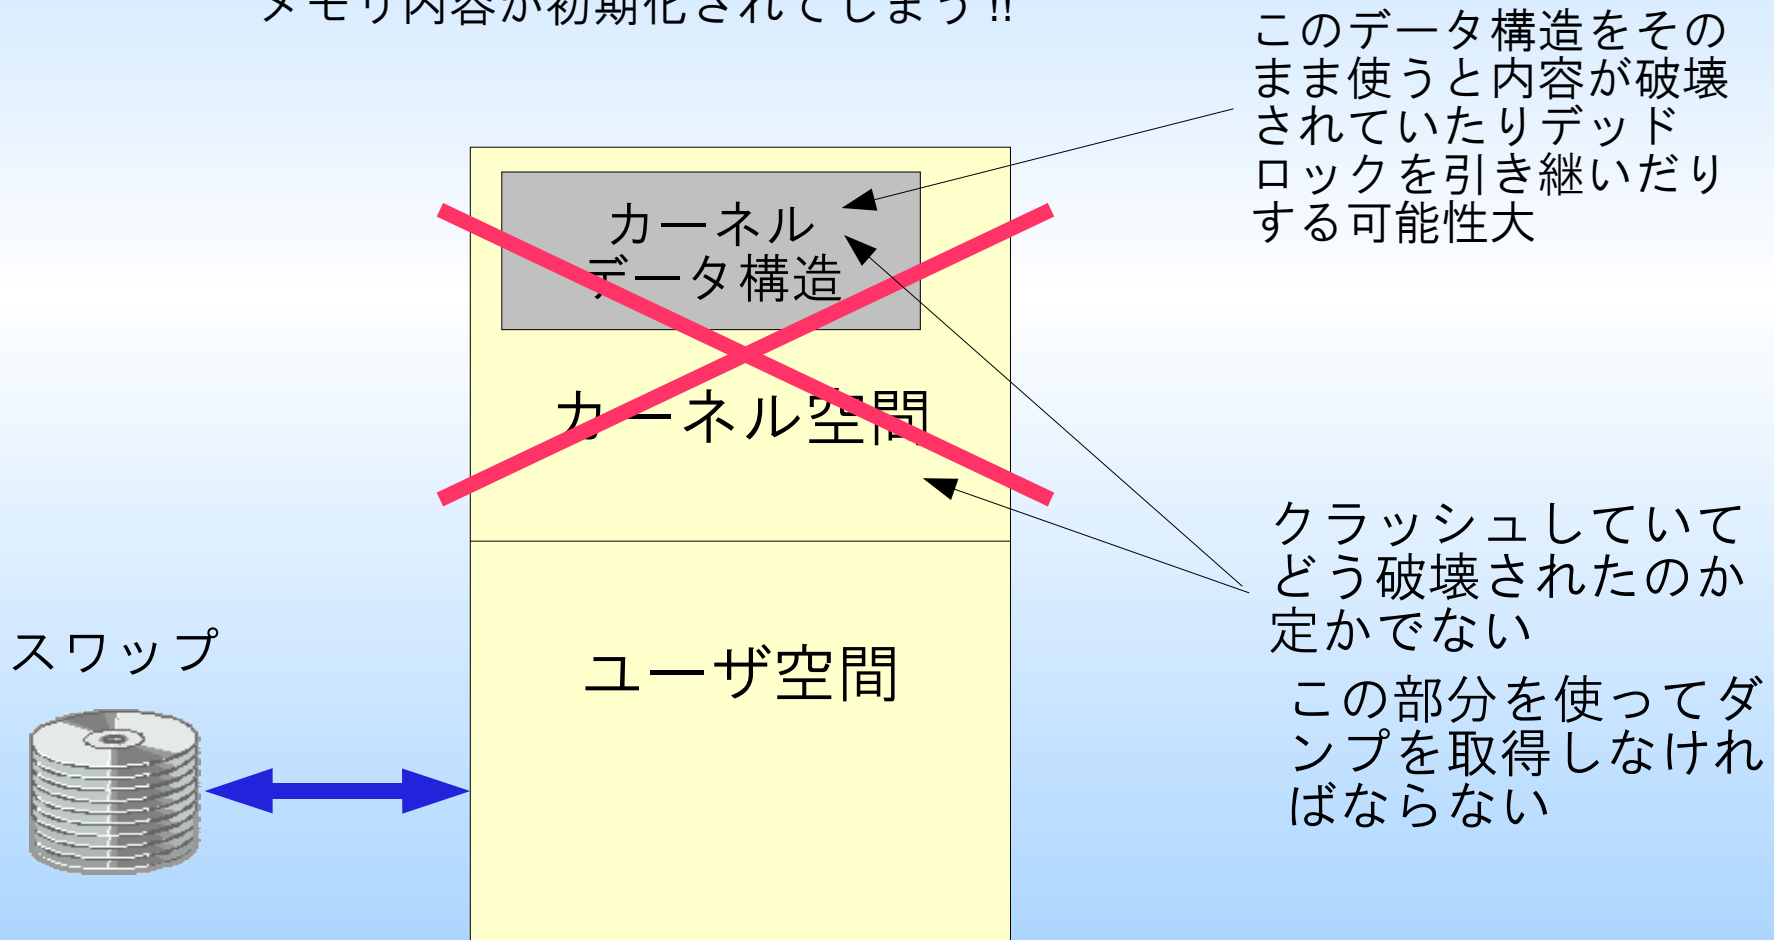 メモリ内容が初期化されてしまう!!
このデータ構造をその
まま使うと内容が破壊
されていたりデッド
ロックを引き継いだり
する可能性大
カーネル
データ構造
カーネル空間
クラッシュしていて
どう破壊されたのか
定かでない
スワップ
ユーザ空間
この部分を使ってダ
ンプを取得しなけれ
ばならない